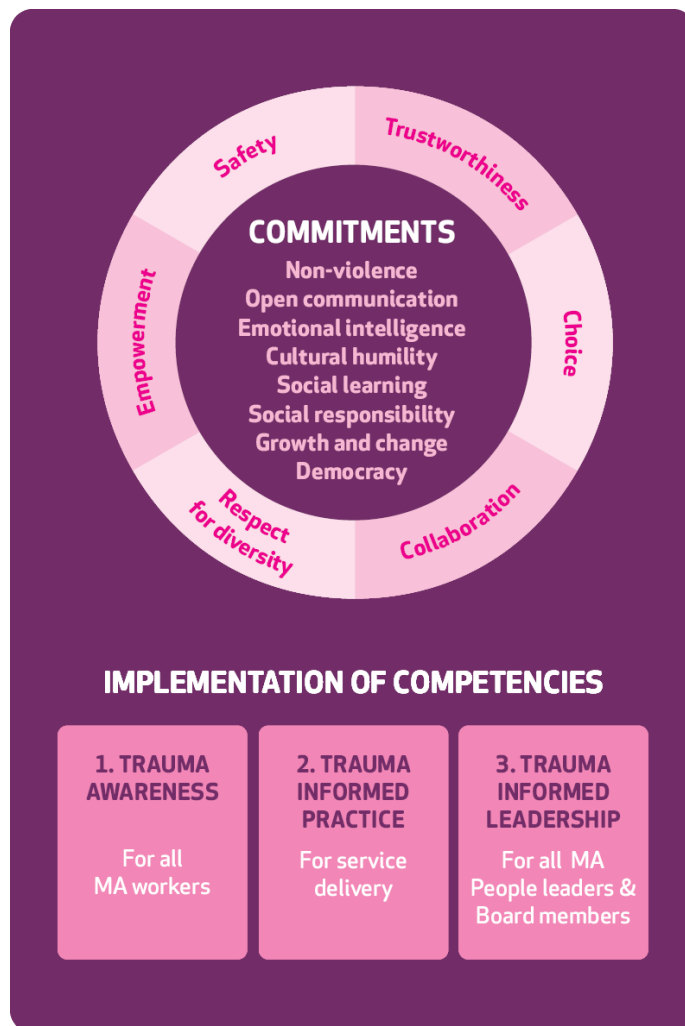 Safety
Trustworthiness
Choice
Collaboration
Respect
for diversity
Empowerment
COMMITMENTS
Non-violence
Open communication
Emotional intelligence
Cultural humility
Social learning
Social responsibility
Growth and change
Democracy
IMPLEMENTATION OF COMPETENCIES
1. TRAUMA
AWARENESS
For all
MA workers
2. TRAUMA
INFORMED
PRACTICE
For service
delivery
3. TRAUMA
INFORMED
LEADERSHIP
For all MA
People leaders &
Board members